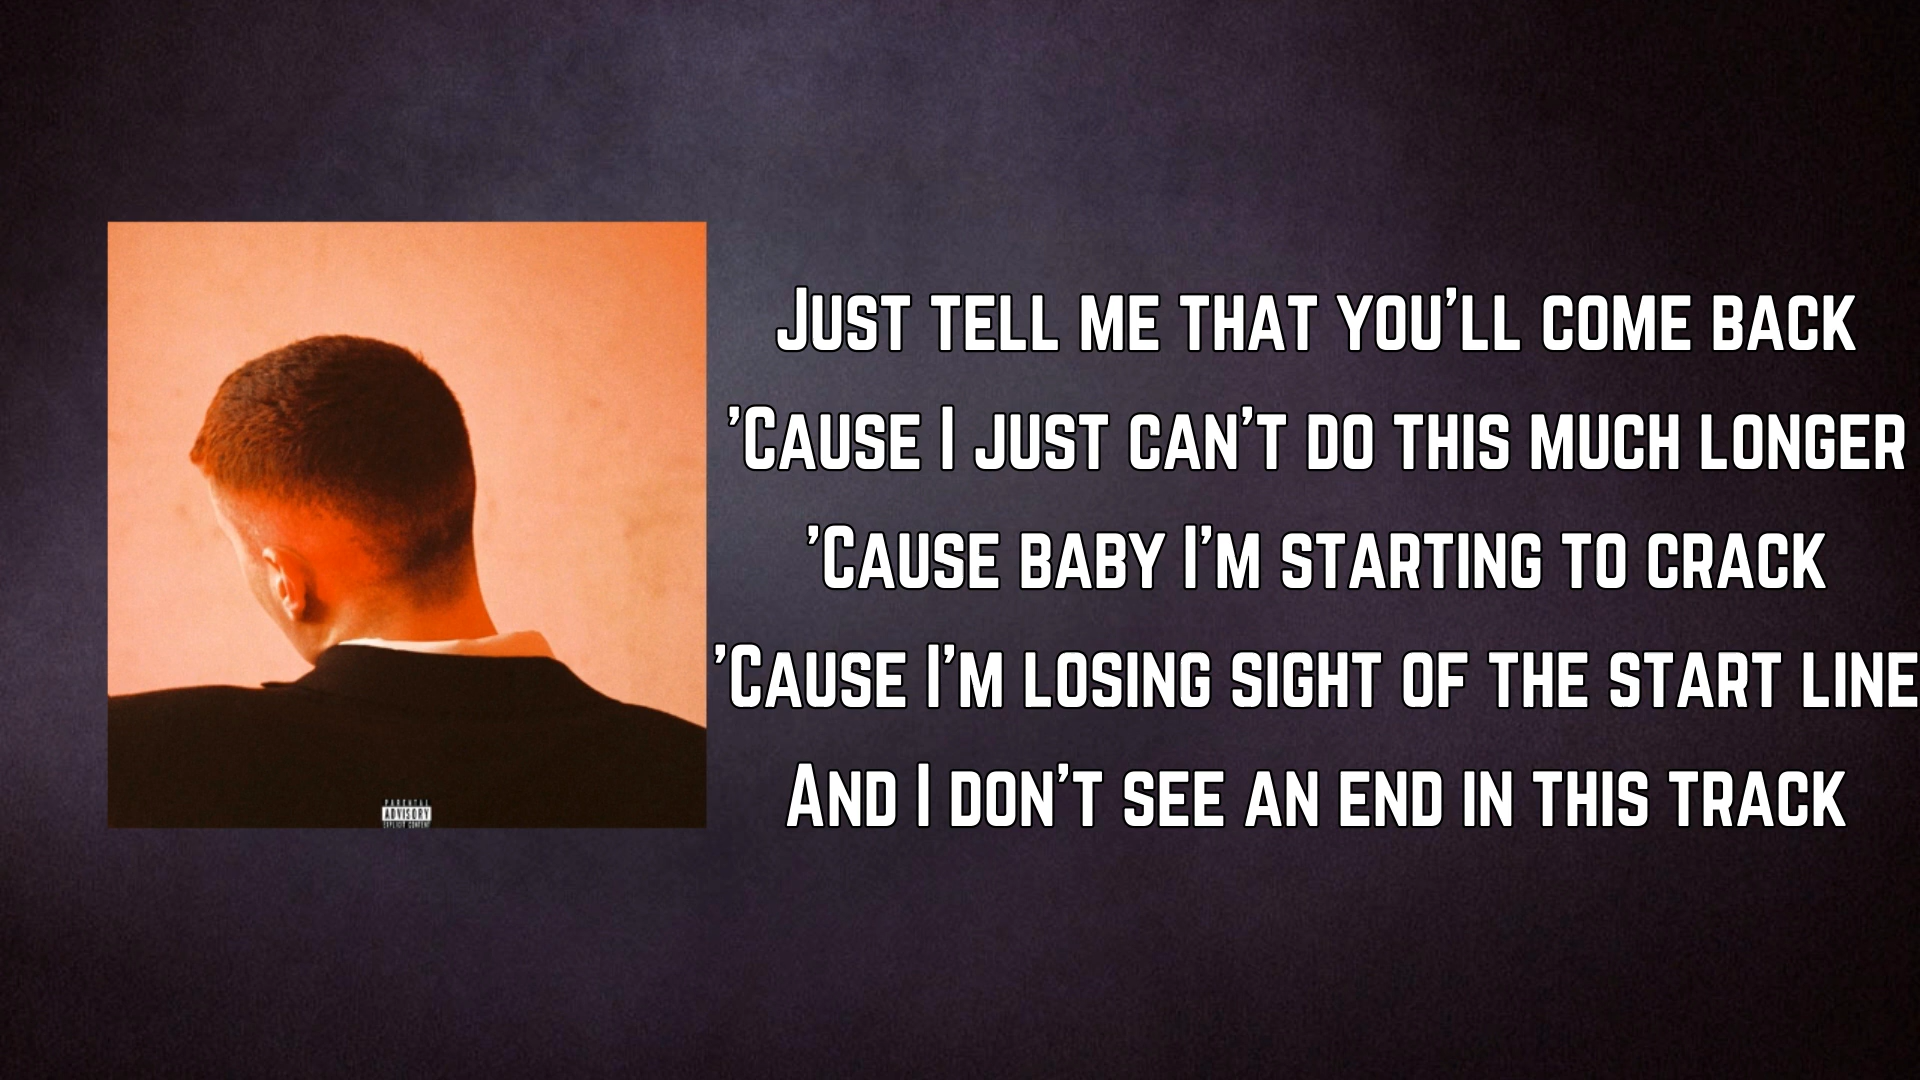 Just tell me that you'll come back
'Cause I just can't do this much longer
'Cause baby I'm starting to crack
'Cause I'm losing sight of the start line
And I don't see an end in this track
PARENTAL
ADVISORY
EXPLICIT CONTENT